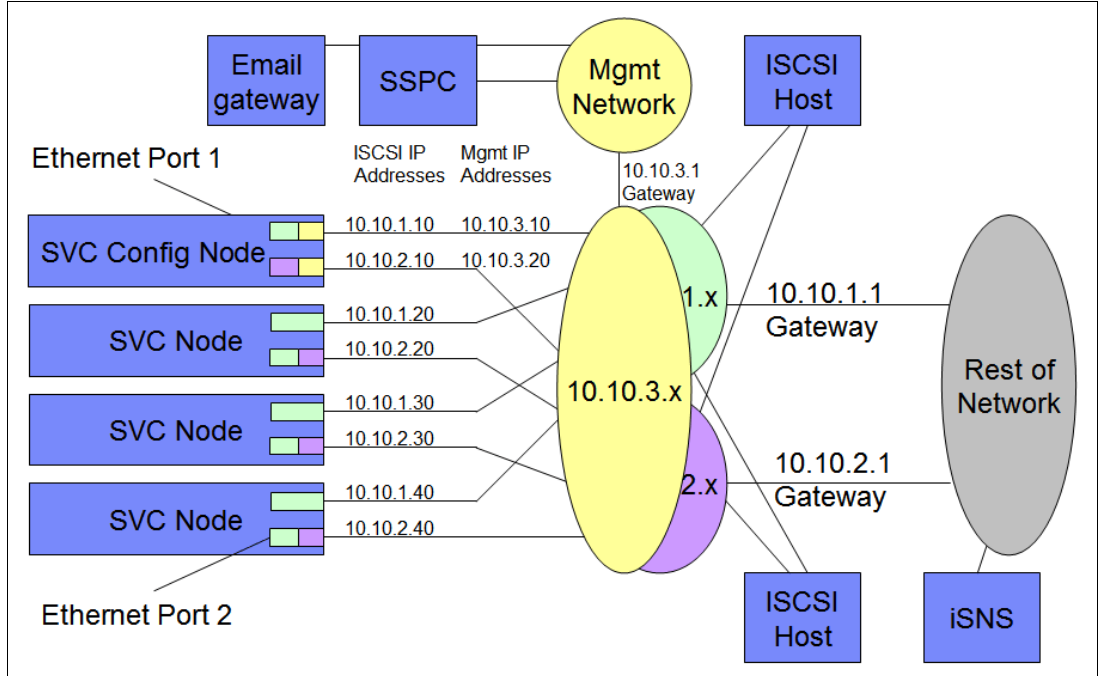 Email
gateway
SSPC
Mgmt
Network
ISCSI
Host
Ethernet Port 1
ISCSI IP
Addresses
Mgmt IP
Addresses
10.10.3.1
Gateway
SVC Config Node
10.10.1.10
10.10.3.10
10.10.2.10
10.10.3.20
SVC Node
10.10.1.20
10.10.2.20
SVC Node
10.10.1.30
10.10.2.30
SVC Node
10.10.1.40
10.10.2.40
Ethernet Port 2
10.10.3.x
1.x
2.x
10.10.1.1
Gateway
10.10.2.1
Gateway
Rest of
Network
ISCSI
Host
iSNS